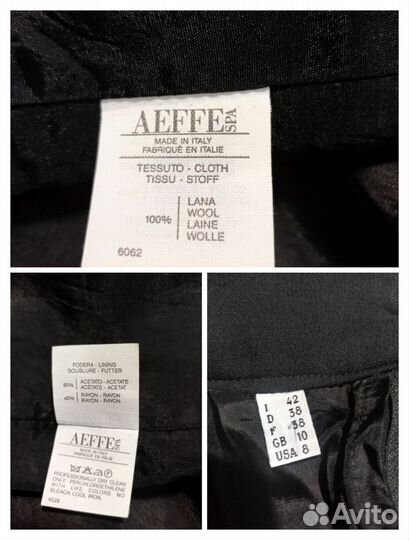 AEFFE SPA
MADE IN ITALY
FABRIQUÉ EN ITALIE
TESSUTO - CLOTH
TISSU - STOFF
100%
LANA
WOOL
LAINE
WOLLE
6062
FODERA - LINING
DOUBLURE - FUTTER
60% ACETATO - ACETATE
ACETAT - ACETAT
40% RAYON - RAYON
RAYON - RAYON
AEFFE SPA
MADE IN ITALY
FABRIQUÉ EN ITALIE
PROFESSIONALLY DRY CLEAN
ONLY PERCHLOROETHILENE
WITH LIKE COLORS NO
BLEACH COOL IRON.
4529
I 42
D 38
F 38
GB 10
USA 8
Avito